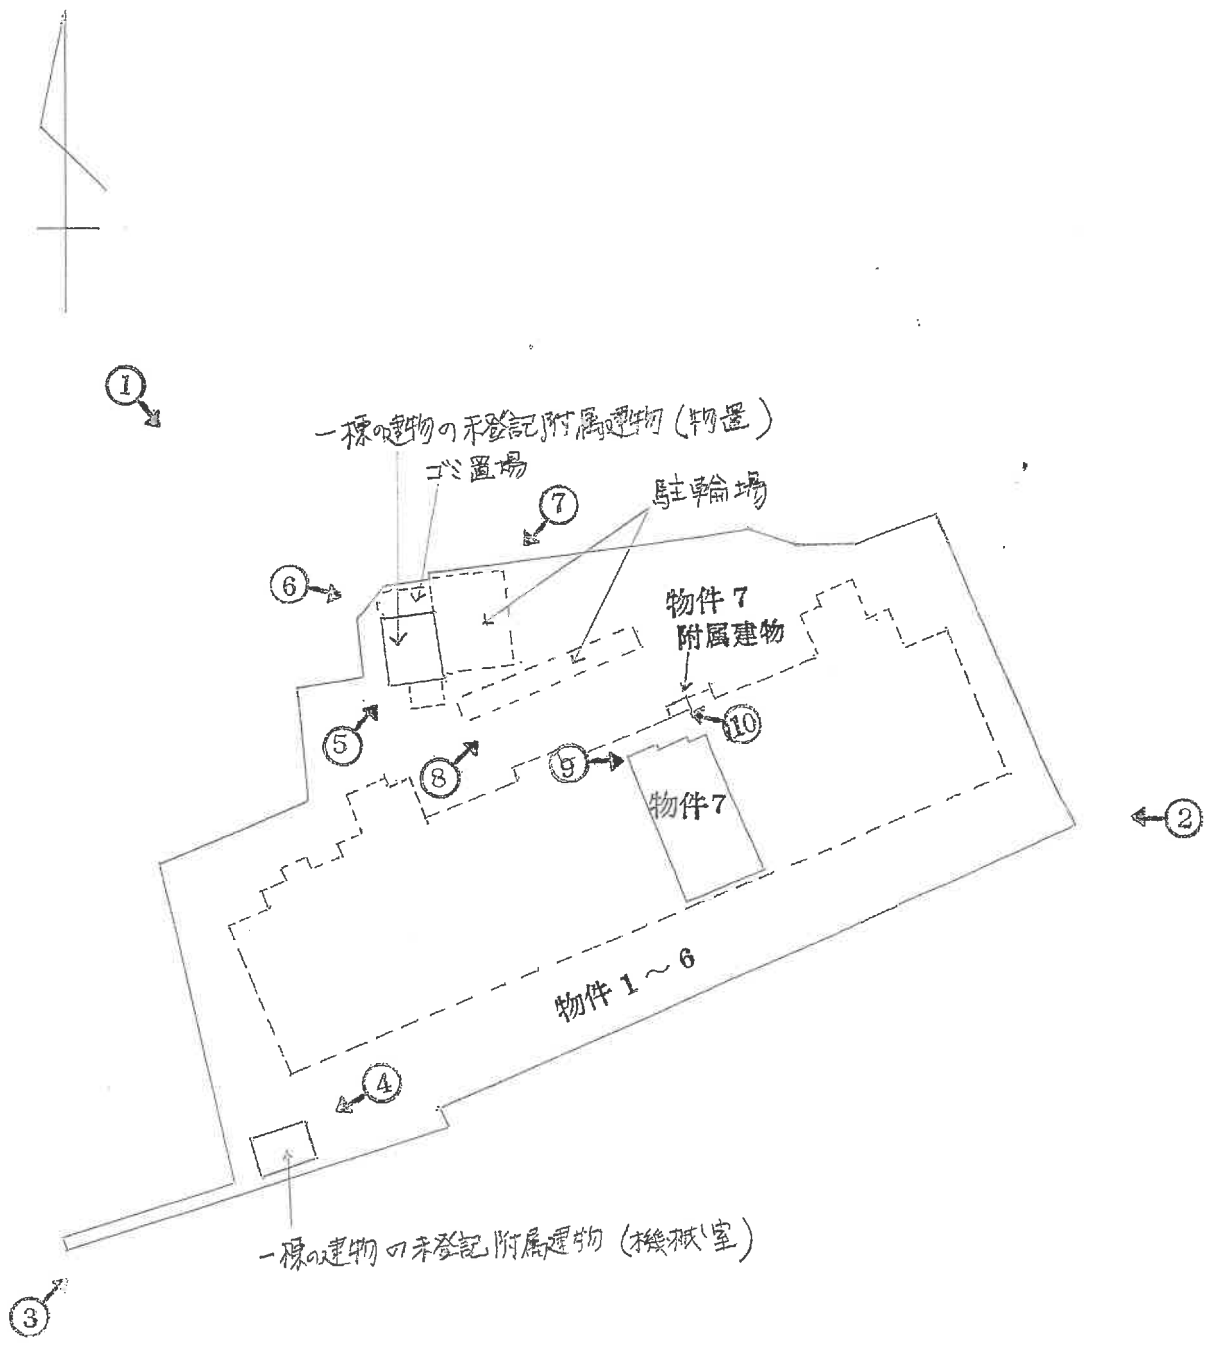 ①
一棟の建物の未登記附属建物（物置）
ゴミ置場
駐輪場
⑦
⑥
物件7
附属建物
⑤
⑧
⑨
⑩
物件7
②
物件1～6
④
一棟の建物の未登記附属建物（機械室）
③